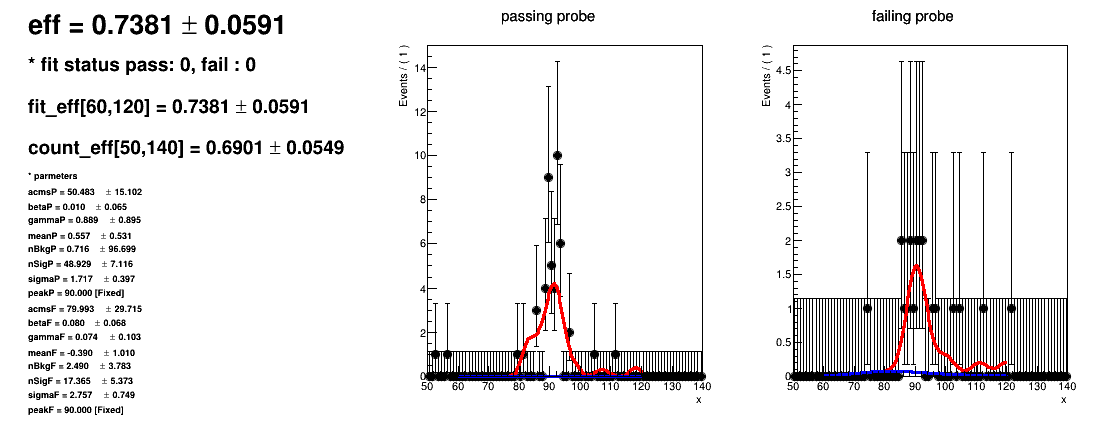 eff = 0.7381 ± 0.0591
* fit status pass: 0, fail : 0
fit_eff[60,120] = 0.7381 ± 0.0591
count_eff[50,140] = 0.6901 ± 0.0549
* parmeters
acmsP = 50.483 ± 15.102
betaP = 0.010 ± 0.065
gammaP = 0.889 ± 0.895
meanP = 0.557 ± 0.531
nBkgP = 0.716 ± 96.699
nSigP = 48.929 ± 7.116
sigmaP = 1.717 ± 0.397
peakP = 90.000 [Fixed]
acmsF = 79.993 ± 29.715
betaF = 0.080 ± 0.068
gammaF = 0.074 ± 0.103
meanF = -0.390 ± 1.010
nBkgF = 2.490 ± 3.783
nSigF = 17.365 ± 5.373
sigmaF = 2.757 ± 0.749
peakF = 90.000 [Fixed]
passing probe
Events / ( 1 )
14
12
10
8
6
4
2
0
50 60 70 80 90 100 110 120 130 140
x
failing probe
Events / ( 1 )
4.5
4
3.5
3
2.5
2
1.5
1
0.5
0
50 60 70 80 90 100 110 120 130 140
x